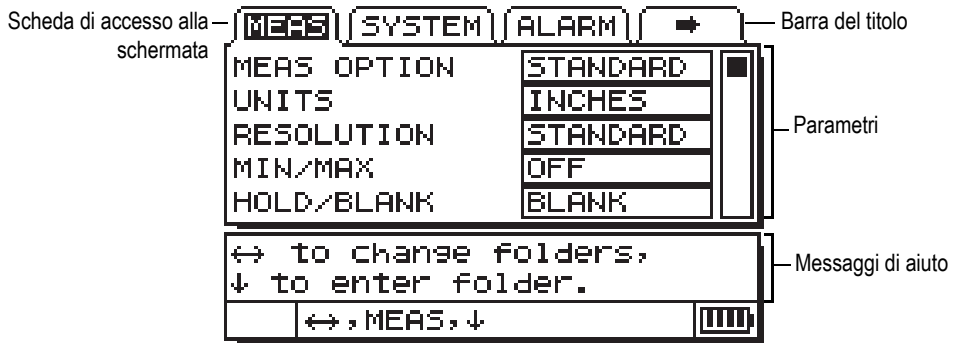 Scheda di accesso alla schermata
MEAS SYSTEM ALARM ➡
Barra del titolo
MEAS OPTION STANDARD
UNITS INCHES
RESOLUTION STANDARD
MIN/MAX OFF
HOLD/BLANK BLANK
Parametri
↔ to change folders,
↓ to enter folder.
Messaggi di aiuto
↔,MEAS,↓